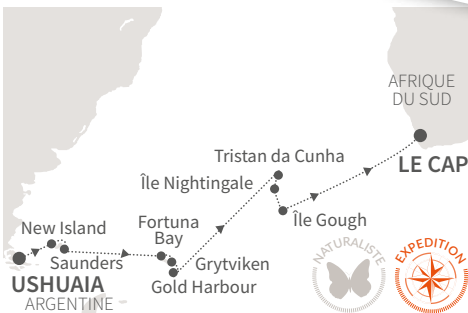 AFRIQUE
DU SUD
LE CAP
Tristan da Cunha
Île Nightingale
Île Gough
New Island
Fortuna
Bay
Saunders
Grytviken
Gold Harbour
USHUAIA
ARGENTINE
NATURALISTE
EXPEDITION